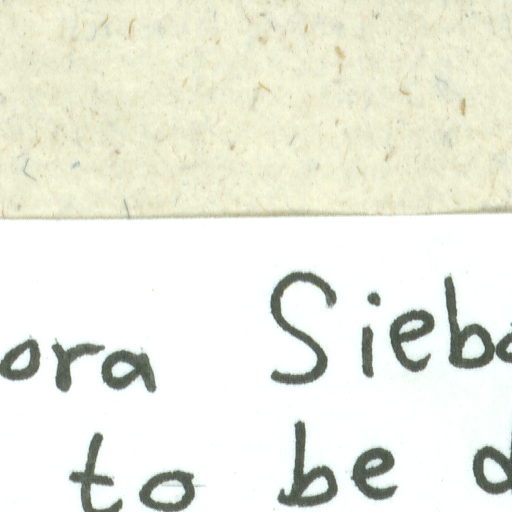 ora Sieb
to be d